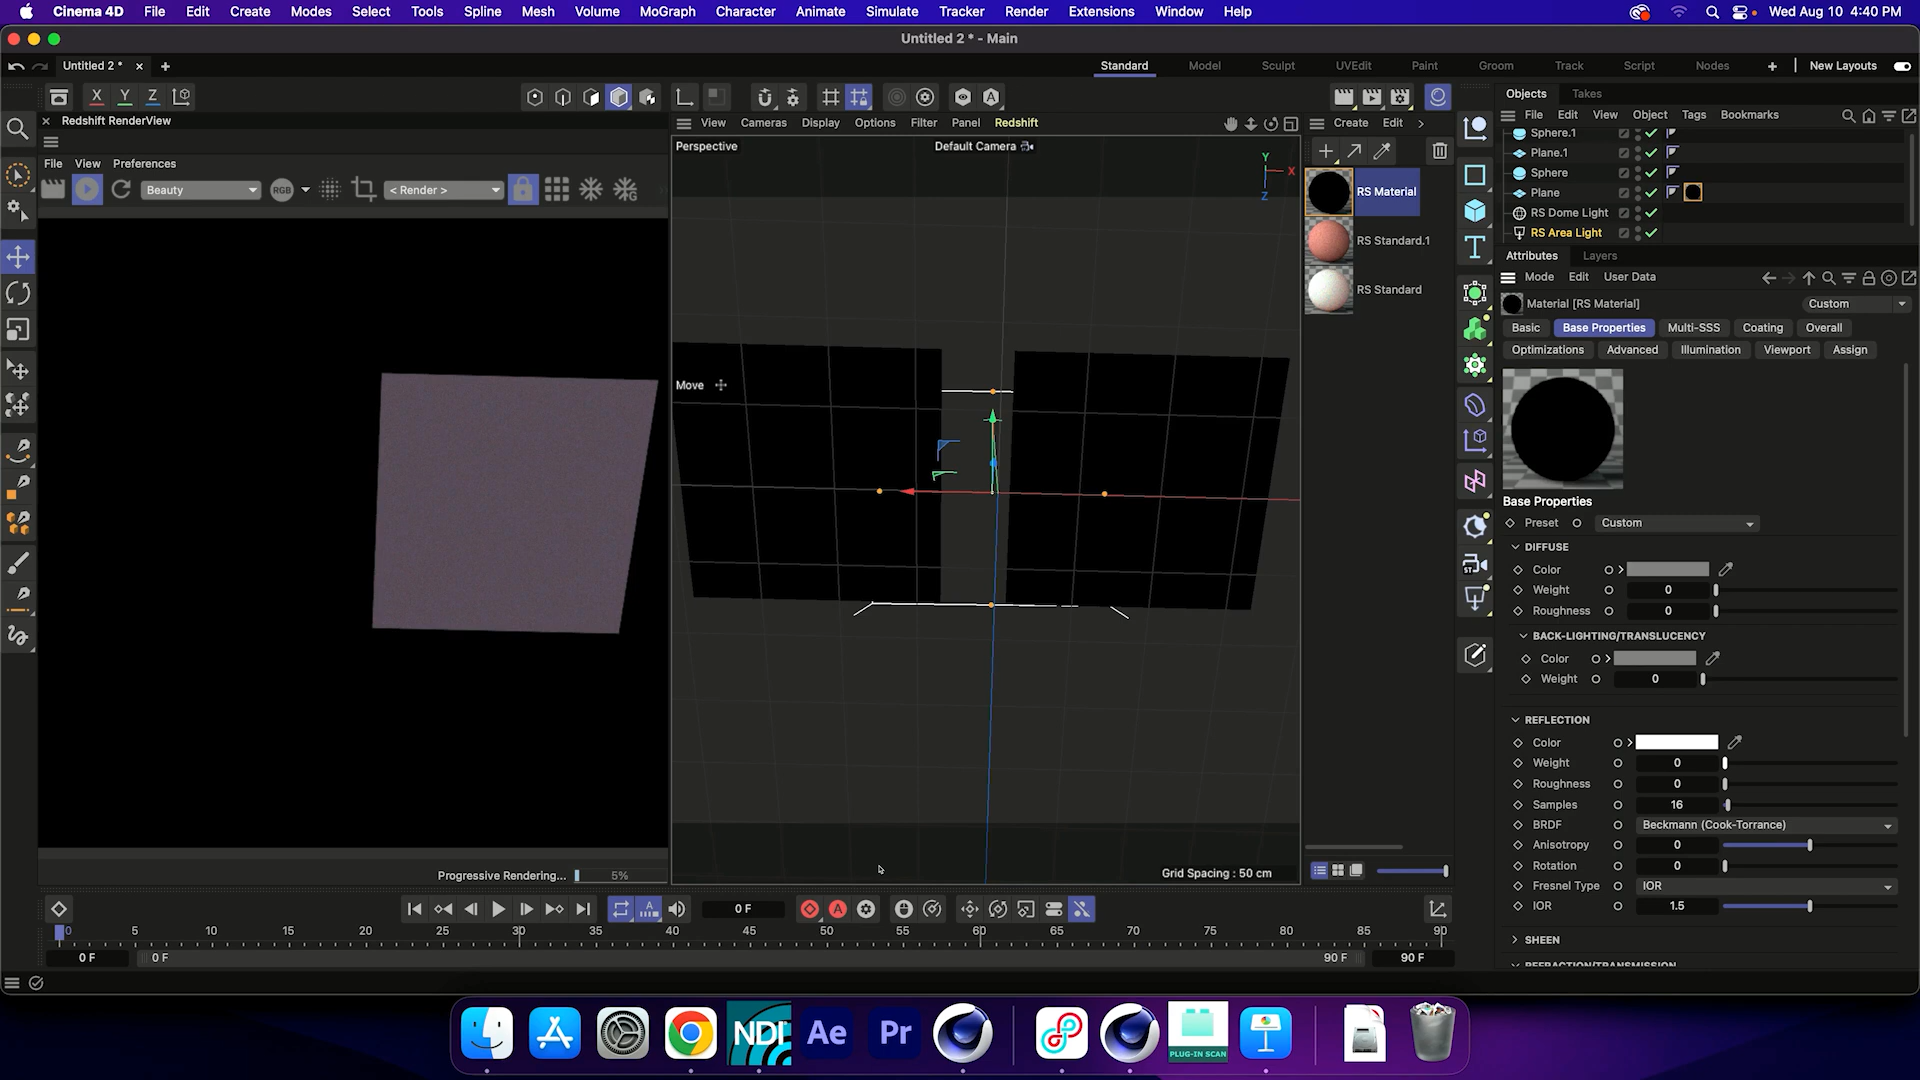 Cinema 4D File Edit Create Modes Select Tools Spline Mesh Volume MoGraph Character Animate Simulate Tracker Render Extensions Window Help Wed Aug 10 4:40 PM
Untitled 2 * - Main
Untitled 2 * Standard Model Sculpt UVEdit Paint Groom Track Script Nodes New Layouts
X Y Z
Objects Takes
Redshift RenderView
View Cameras Display Options Filter Panel Redshift
Create Edit
File Edit View Object Tags Bookmarks
Perspective Default Camera
Y
X
Z
File View Preferences
Beauty RGB < Render >
Sphere.1
Plane.1
Sphere
Plane
RS Dome Light
RS Area Light
RS Material
RS Standard.1
RS Standard
Attributes Layers
Mode Edit User Data
Material [RS Material] Custom
Basic Base Properties Multi-SSS Coating Overall
Optimizations Advanced Illumination Viewport Assign
Move
Base Properties
Preset Custom
DIFFUSE
Color
Weight 0
Roughness 0
BACK-LIGHTING/TRANSLUCENCY
Color
Weight 0
REFLECTION
Color
Weight 0
Roughness 0
Samples 16
BRDF Beckmann (Cook-Torrance)
Anisotropy 0
Rotation 0
Fresnel Type IOR
IOR 1.5
SHEEN
REFRACTION/TRANSMISSION
Progressive Rendering... 5%
Grid Spacing : 50 cm
0 F
0 5 10 15 20 25 30 35 40 45 50 55 60 65 70 75 80 85 90
0 F 0 F 90 F 90 F
NDI Ae Pr PLUG-IN SCAN